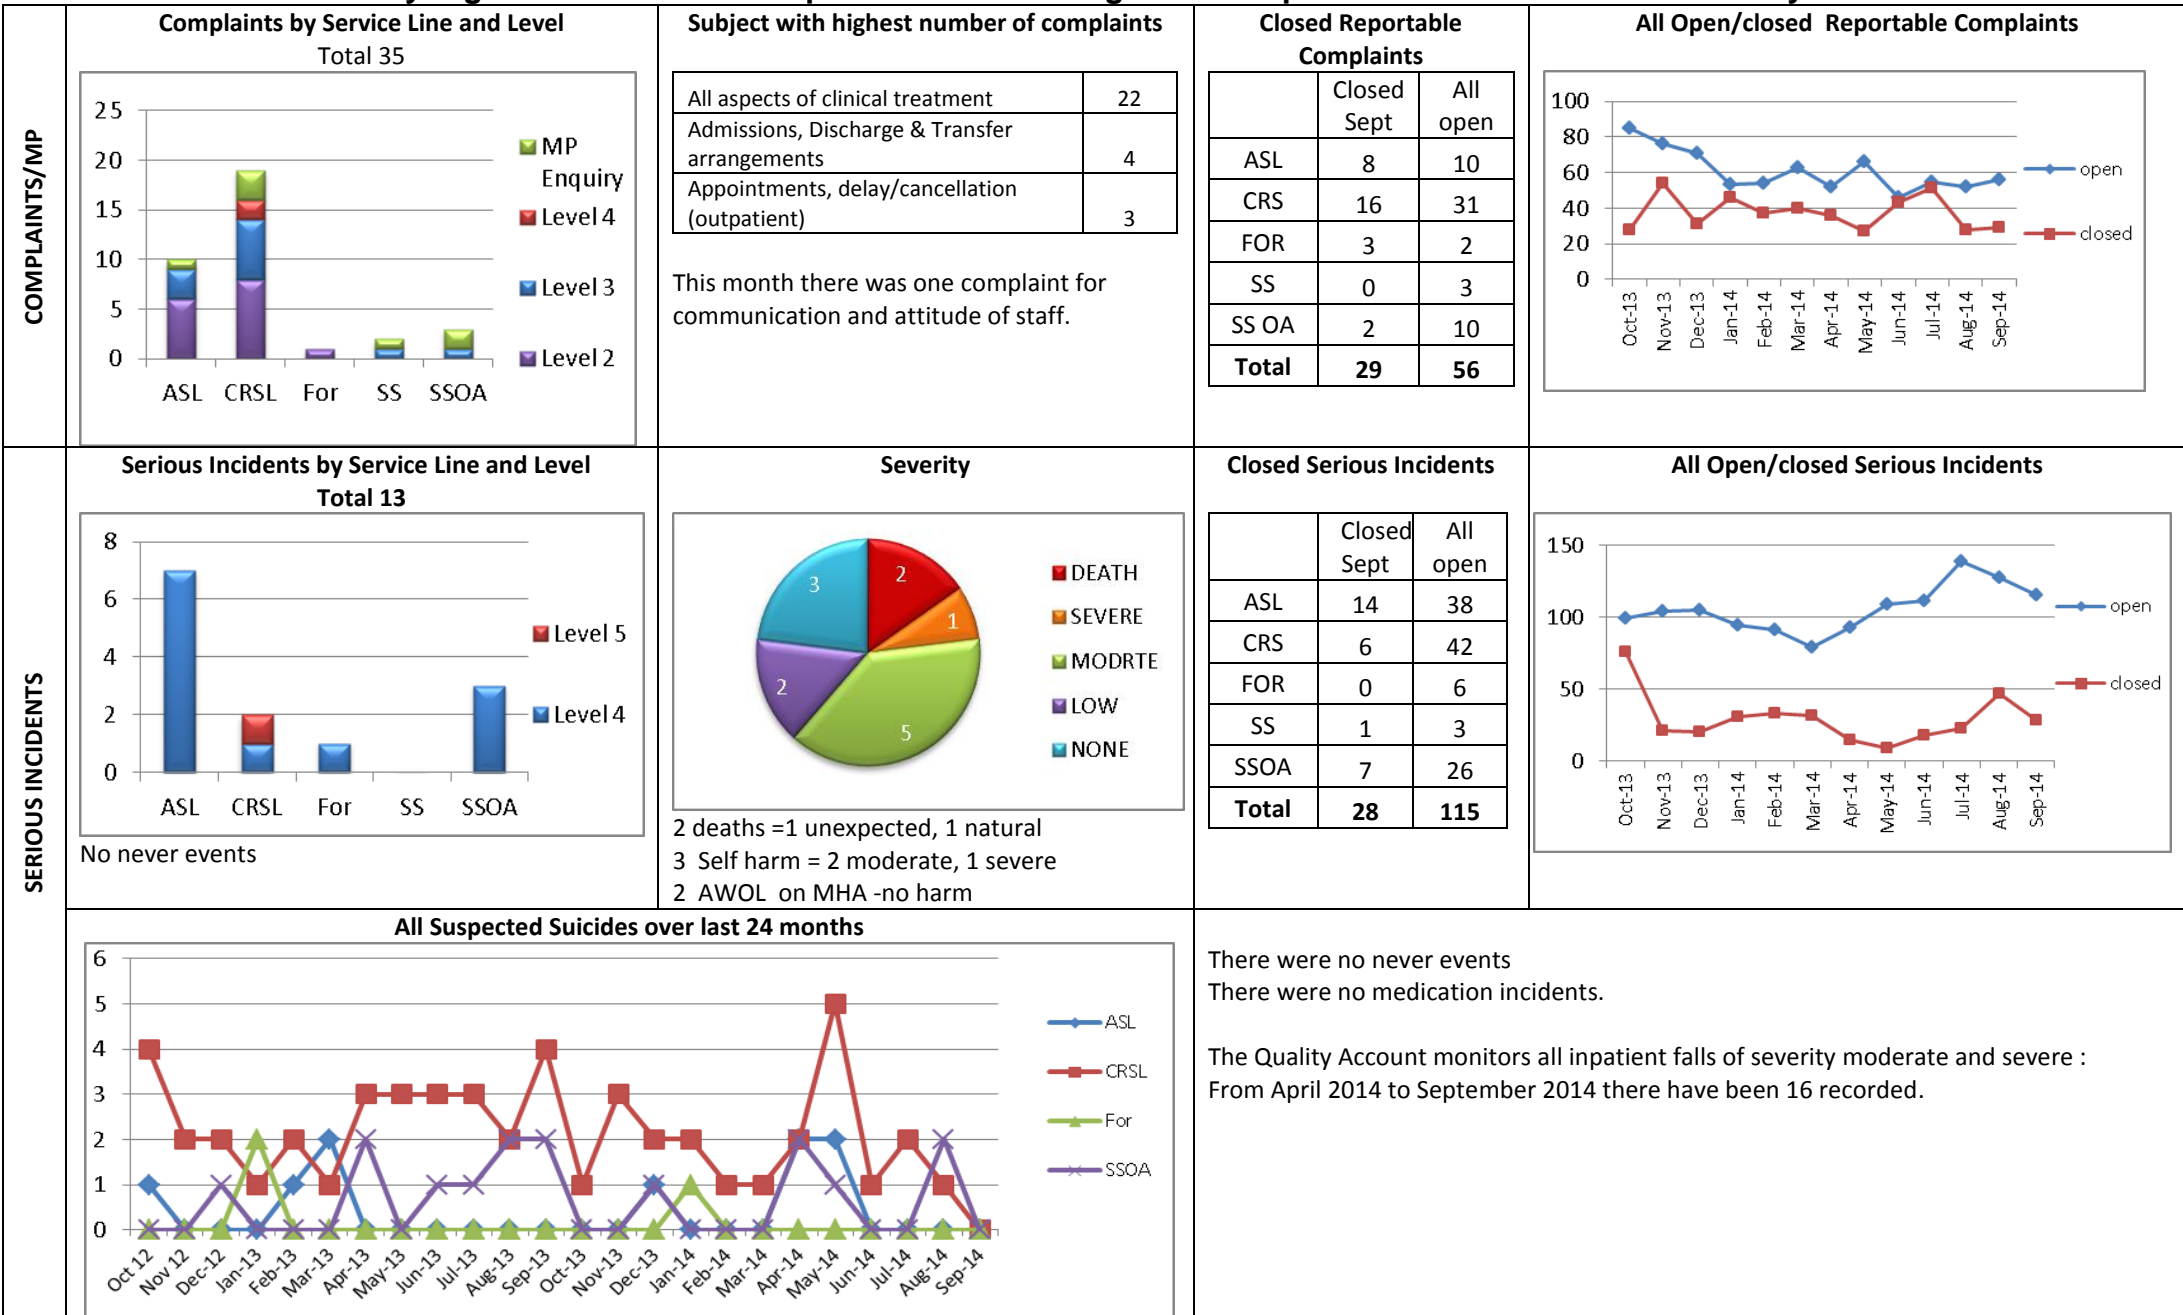 COMPLAINTS/MP
Complaints by Service Line and Level
Total 35
25
20
15
10
5
0
ASL CRSL For SS SSOA
MP
Enquiry
Level 4
Level 3
Level 2
Subject with highest number of complaints
All aspects of clinical treatment 22
Admissions, Discharge & Transfer
arrangements 4
Appointments, delay/cancellation
(outpatient) 3
This month there was one complaint for
communication and attitude of staff.
Closed Reportable
Complaints
Closed All
Sept open
ASL 8 10
CRS 16 31
FOR 3 2
SS 0 3
SS OA 2 10
Total 29 56
All Open/closed Reportable Complaints
100
80
60
40
20
0
Oct-13 Nov-13 Dec-13 Jan-14 Feb-14 Mar-14 Apr-14 May-14 Jun-14 Jul-14 Aug-14 Sep-14
open
closed
SERIOUS INCIDENTS
Serious Incidents by Service Line and Level
Total 13
8
6
4
2
0
ASL CRSL For SS SSOA
Level 5
Level 4
No never events
Severity
3
2
1
2
5
DEATH
SEVERE
MODRTE
LOW
NONE
2 deaths =1 unexpected, 1 natural
3 Self harm = 2 moderate, 1 severe
2 AWOL on MHA -no harm
Closed Serious Incidents
Closed All
Sept open
ASL 14 38
CRS 6 42
FOR 0 6
SS 1 3
SSOA 7 26
Total 28 115
All Open/closed Serious Incidents
150
100
50
0
Oct-13 Nov-13 Dec-13 Jan-14 Feb-14 Mar-14 Apr-14 May-14 Jun-14 Jul-14 Aug-14 Sep-14
open
closed
All Suspected Suicides over last 24 months
6
5
4
3
2
1
0
Oct 12 Nov 12 Dec-12 Jan-13 Feb-13 Mar-13 Apr-13 May-13 Jun-13 Jul-13 Aug-13 Sep-13 Oct-13 Nov-13 Dec-13 Jan-14 Feb-14 Mar-14 Apr-14 May-14 Jun-14 Jul-14 Aug-14 Sep-14
ASL
CRSL
For
SSOA
There were no never events
There were no medication incidents.
The Quality Account monitors all inpatient falls of severity moderate and severe :
From April 2014 to September 2014 there have been 16 recorded.